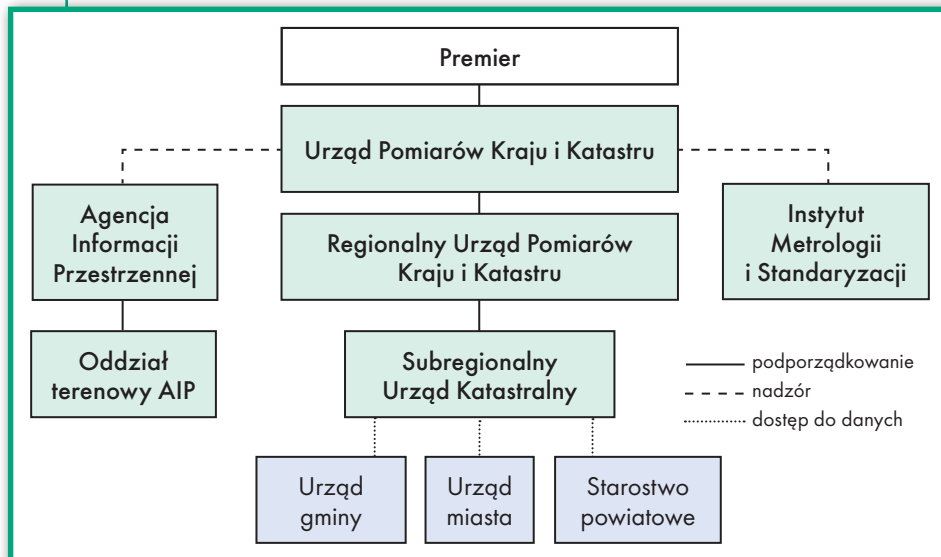 Premier
Urząd Pomiarów Kraju i Katastru
Agencja
Informacji
Przestrzennej
Regionalny Urząd Pomiarów
Kraju i Katastru
Instytut
Metrologii
i Standaryzacji
Oddział
terenowy AIP
Subregionalny
Urząd Katastralny
podporządkowanie
nadzór
dostęp do danych
Urząd
gminy
Urząd
miasta
Starostwo
powiatowe